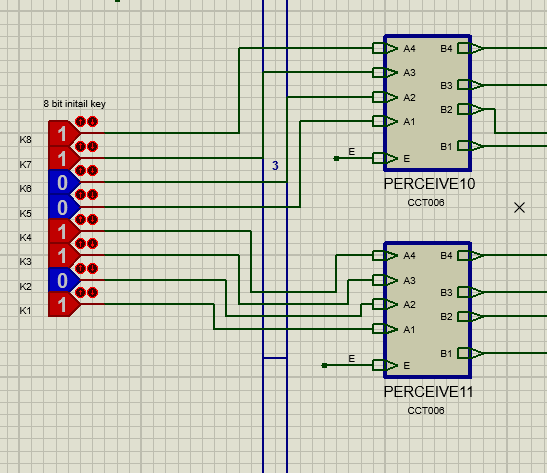 8 bit initail key
K8 1
K7 1
K6 0
K5 0
K4 1
K3 1
K2 0
K1 1
3
A4 B4
A3 B3
A2 B2
A1 B1
E E
PERCEIVE10
CCT006
A4 B4
A3 B3
A2 B2
A1 B1
E E
PERCEIVE11
CCT006